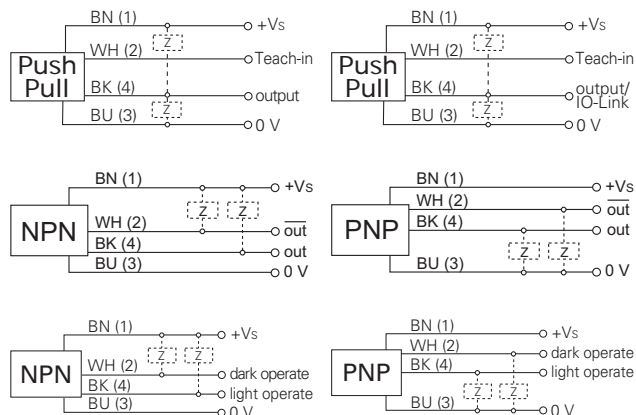 BN (1)
+Vs
Z
WH (2)
Teach-in
Push
Pull
BK (4)
output
Z
BU (3)
0 V
BN (1)
+Vs
Z
WH (2)
Teach-in
Push
Pull
BK (4)
output/
IO-Link
Z
BU (3)
0 V
BN (1)
+Vs
Z Z
NPN
WH (2)
out
BK (4)
out
BU (3)
0 V
BN (1)
+Vs
WH (2)
out
PNP
BK (4)
out
Z Z
BU (3)
0 V
BN (1)
+Vs
Z Z
NPN
WH (2)
dark operate
BK (4)
light operate
BU (3)
0 V
BN (1)
+Vs
WH (2)
dark operate
PNP
BK (4)
light operate
Z Z
BU (3)
0 V